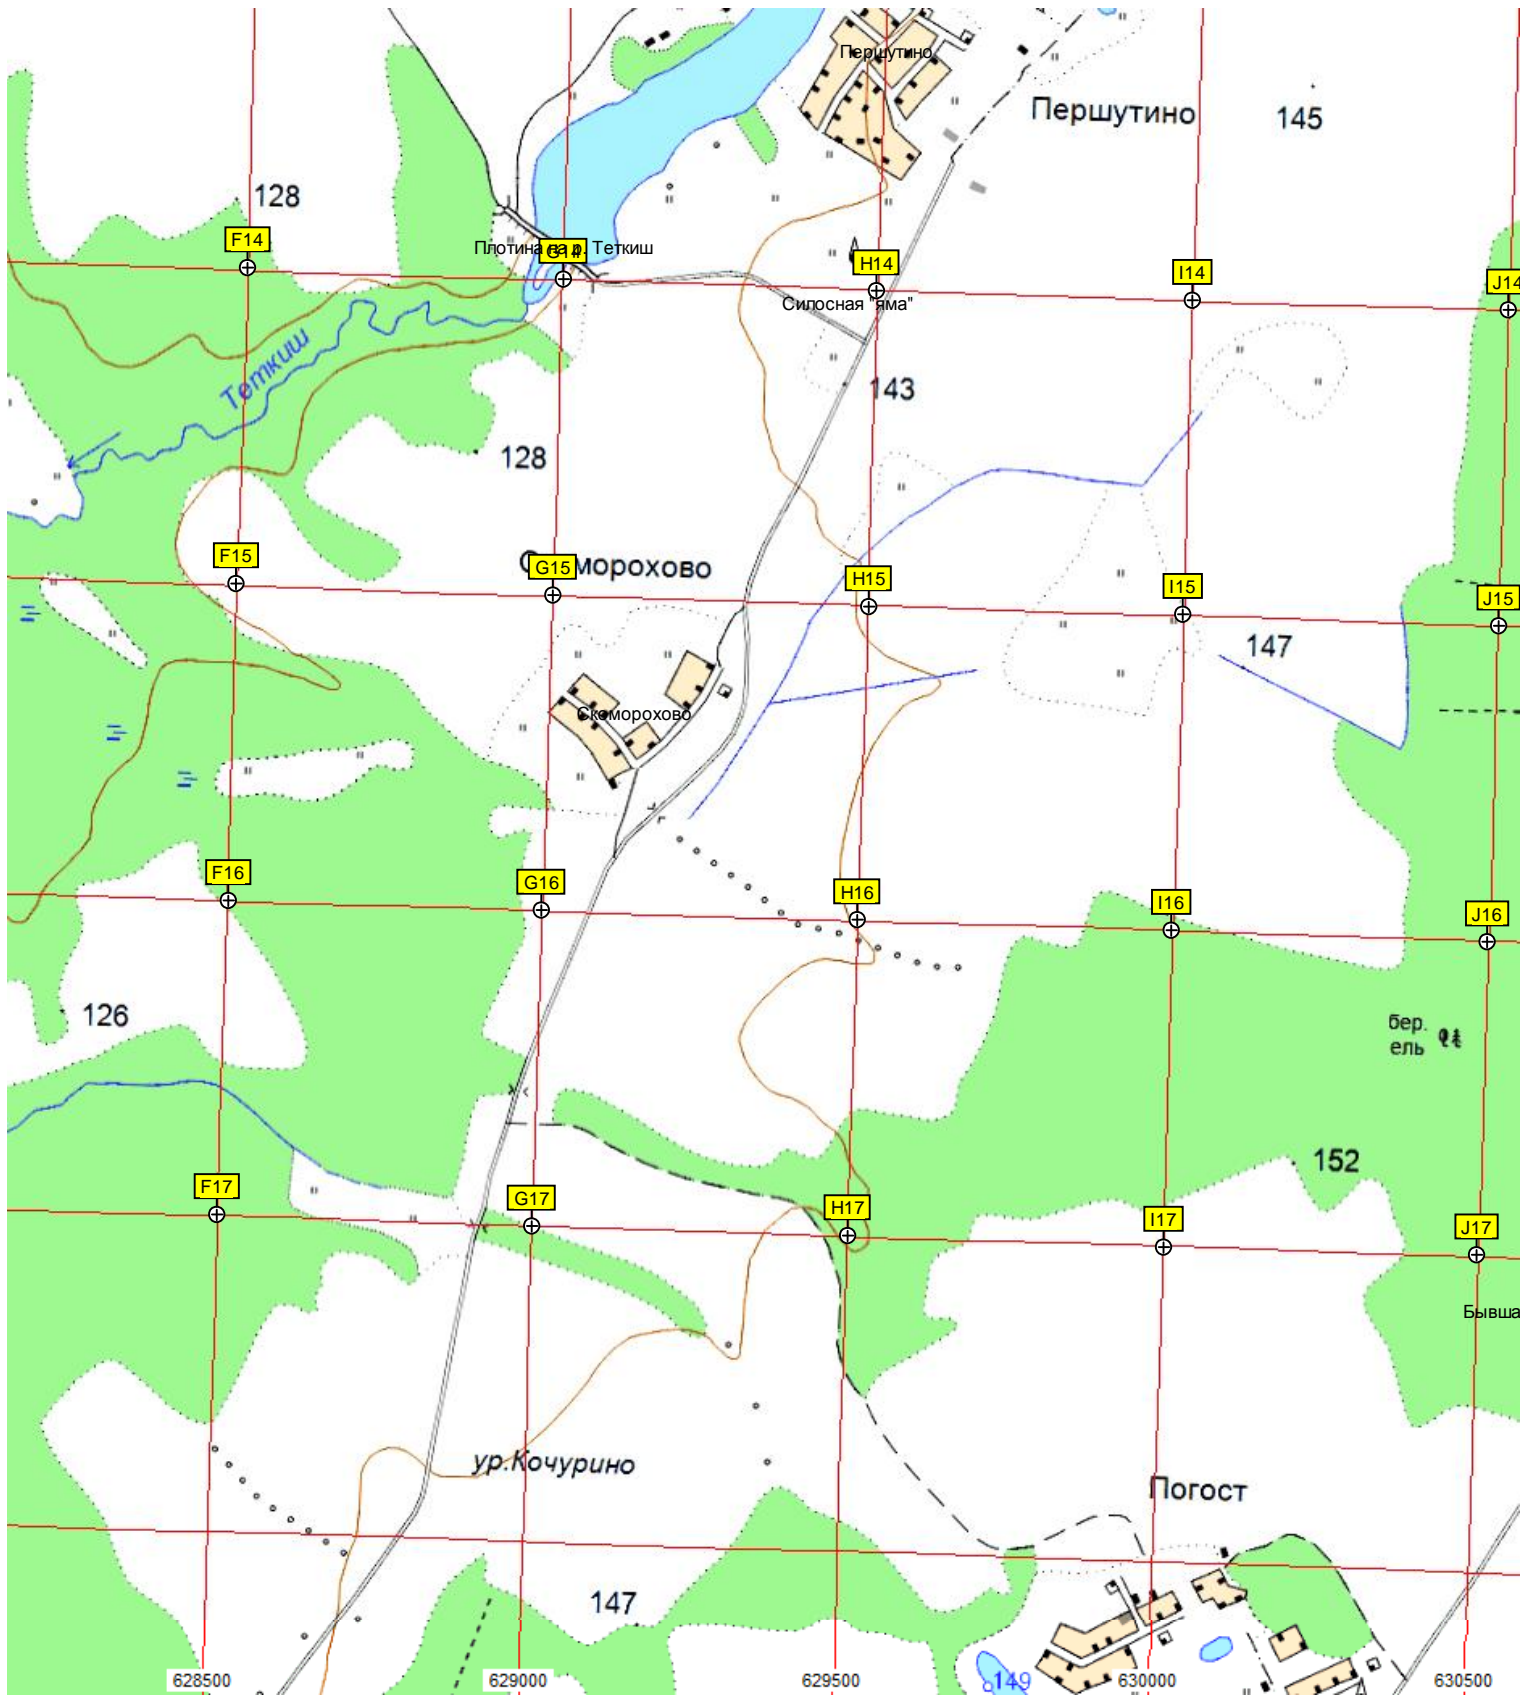 Першутино
Першутино
145
128
F14
Плотина на р. Теткиш
G14
H14
I14
J14
Силосная "яма"
Теткиш
143
128
F15
Скоморохово
G15
H15
I15
J15
147
Скоморохово
F16
G16
H16
I16
J16
126
бер.
ель
152
F17
G17
H17
I17
J17
Бывша
ур.Кочурино
Погост
147
149
628500
629000
629500
630000
630500